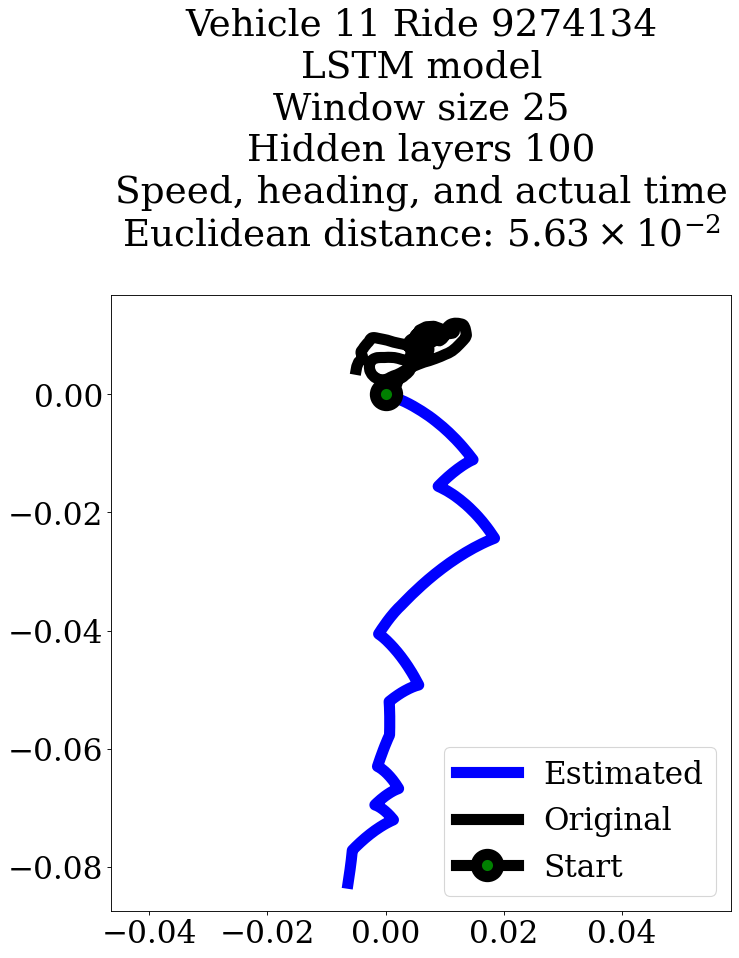 Vehicle 11 Ride 9274134
LSTM model
Window size 25
Hidden layers 100
Speed, heading, and actual time
Euclidean distance: 5.63 × 10⁻²
0.00
−0.02
−0.04
−0.06
−0.08
Estimated
Original
Start
−0.04 −0.02 0.00 0.02 0.04